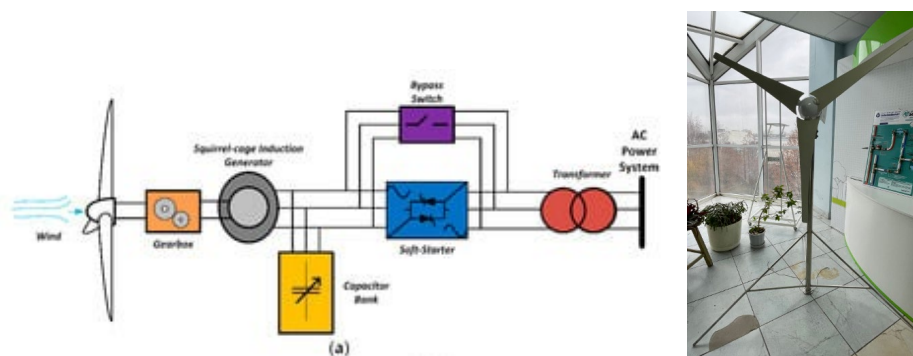 Bypass
Switch
Squirrel-cage Induction
Generator
AC
Power
System
Transformer
Wind
Gearbox
Soft-Starter
Capacitor
Bank
(a)